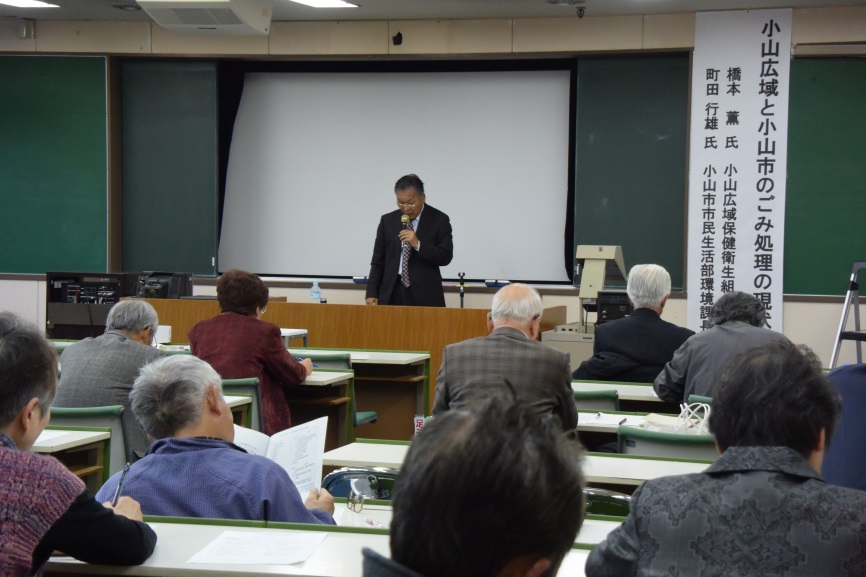 小山広域と小山市のごみ処理の現
橋本 薫 氏 小山広域保健衛生組
町田 行雄 氏 小山市市民生活部環境課長